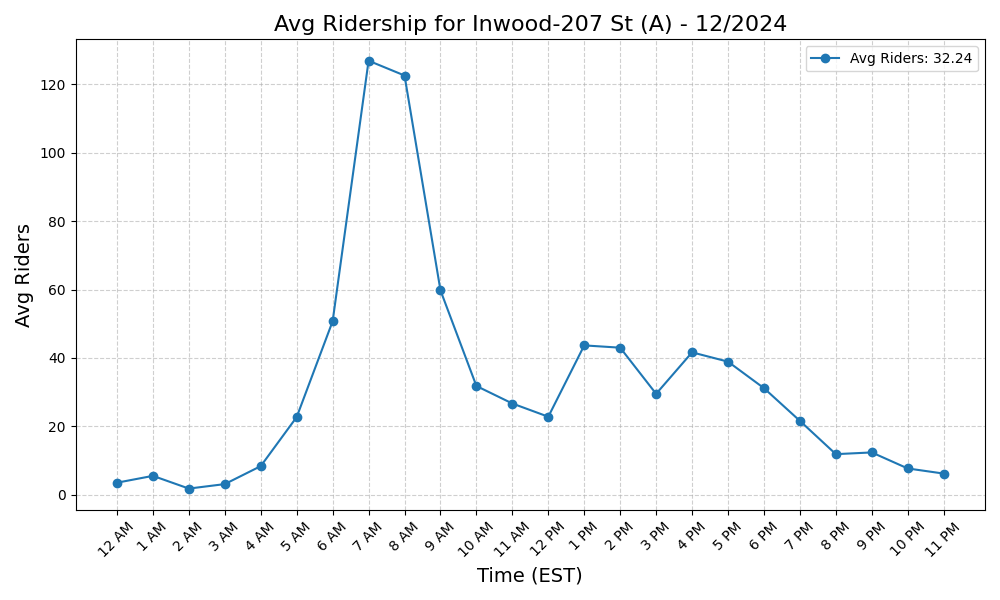 Avg Ridership for Inwood-207 St (A) - 12/2024
Avg Riders: 32.24
Avg Riders
120
100
80
60
40
20
0
12 AM
1 AM
2 AM
3 AM
4 AM
5 AM
6 AM
7 AM
8 AM
9 AM
10 AM
11 AM
12 PM
1 PM
2 PM
3 PM
4 PM
5 PM
6 PM
7 PM
8 PM
9 PM
10 PM
11 PM
Time (EST)